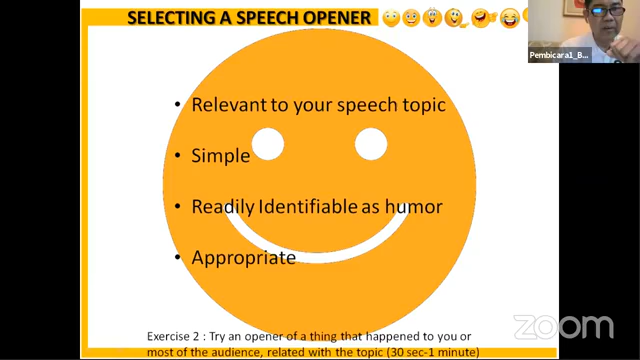 SELECTING A SPEECH OPENER
Pembicara1_B...
• Relevant to your speech topic
• Simple
• Readily Identifiable as humor
• Appropriate
zoom
Exercise 2 : Try an opener of a thing that happened to you or
most of the audience, related with the topic (30 sec-1 minute)